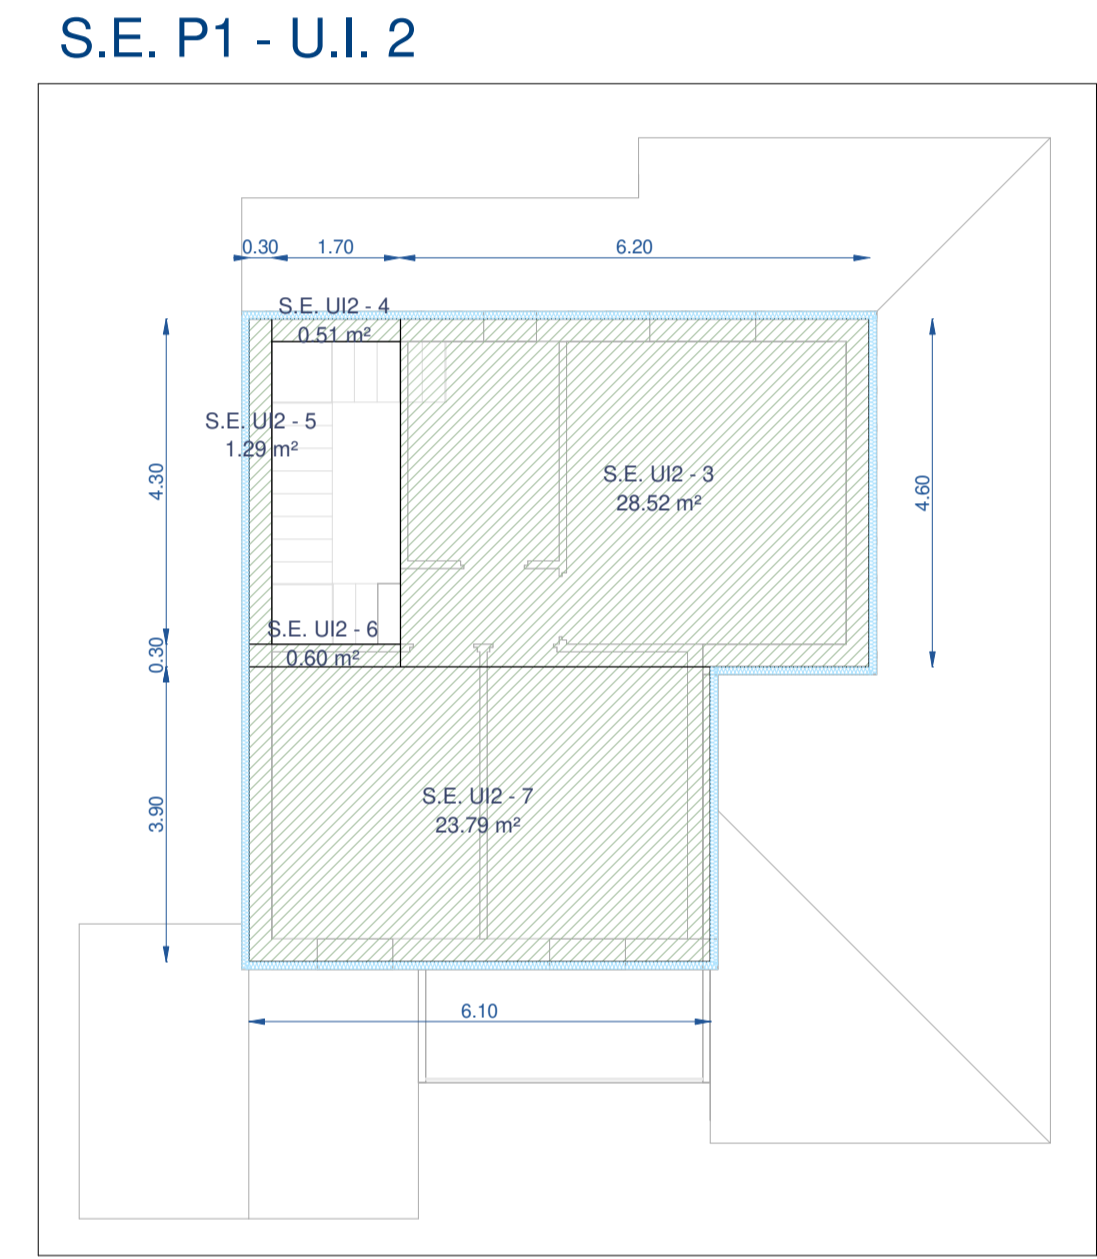 S.E. P1 - U.I. 2
0.30
1.70
6.20
S.E. UI2 - 4
0.51 m²
S.E. UI2 - 5
1.29 m²
4.30
S.E. UI2 - 3
28.52 m²
4.60
S.E. UI2 - 6
0.60 m²
0.30
S.E. UI2 - 7
23.79 m²
3.90
6.10